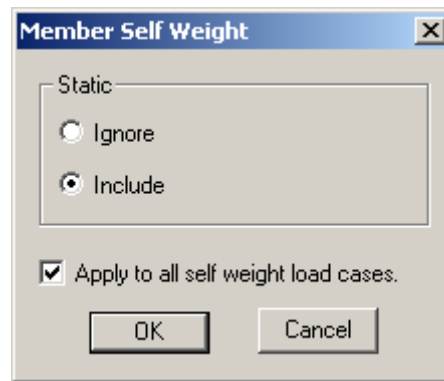 Member Self Weight
Static
Ignore
Include
Apply to all self weight load cases.
OK
Cancel